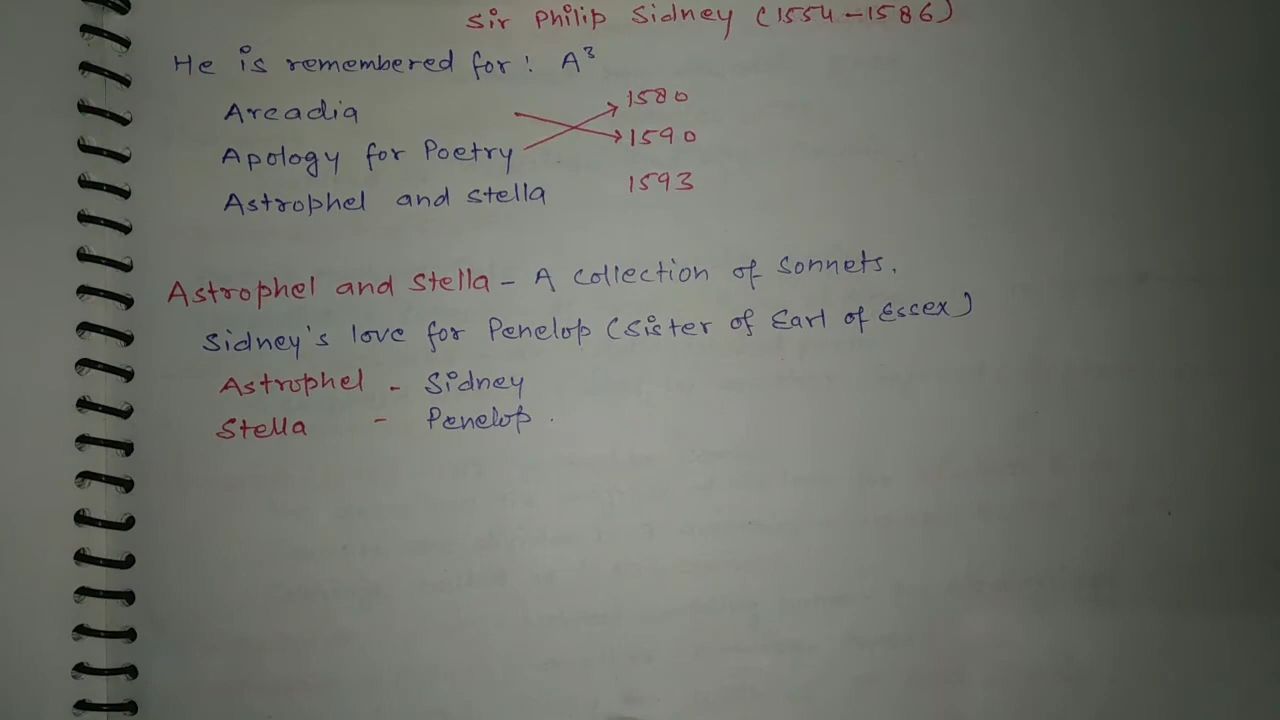 Sir Philip Sidney (1554-1586)
He is remembered for: A³
Arcadia 1580
Apology for Poetry 1590
Astrophel and Stella 1593
Astrophel and Stella - A collection of Sonnets.
Sidney's love for Penelop (Sister of Earl of Essex)
Astrophel - Sidney
Stella - Penelop.